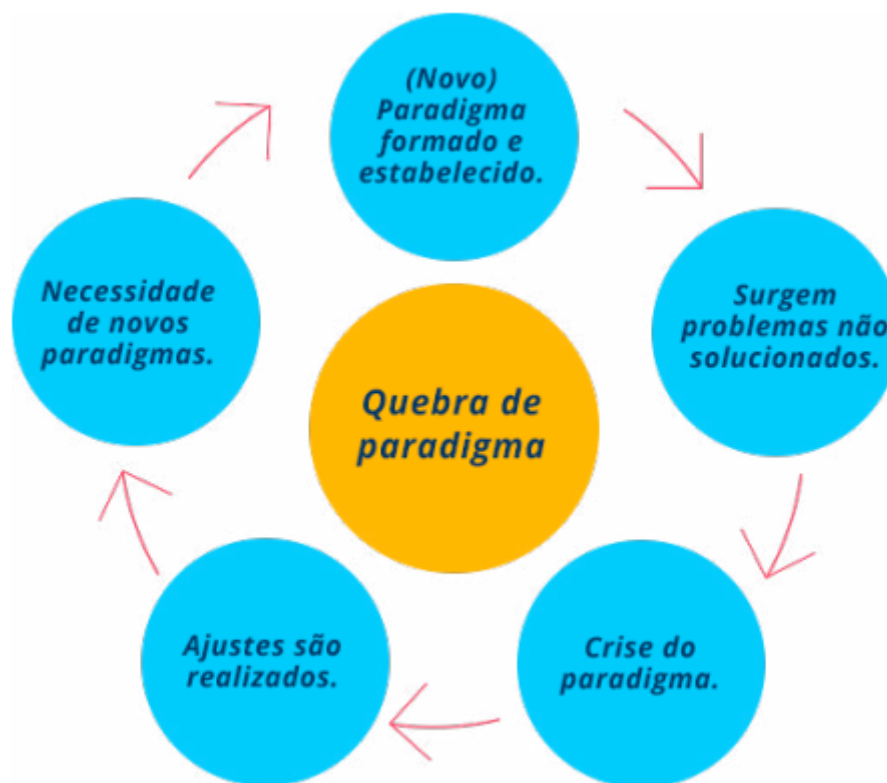 (Novo)
Paradigma
formado e
estabelecido.
Surgem
problemas não
solucionados.
Crise do
paradigma.
Ajustes são
realizados.
Necessidade
de novos
paradigmas.
Quebra de
paradigma